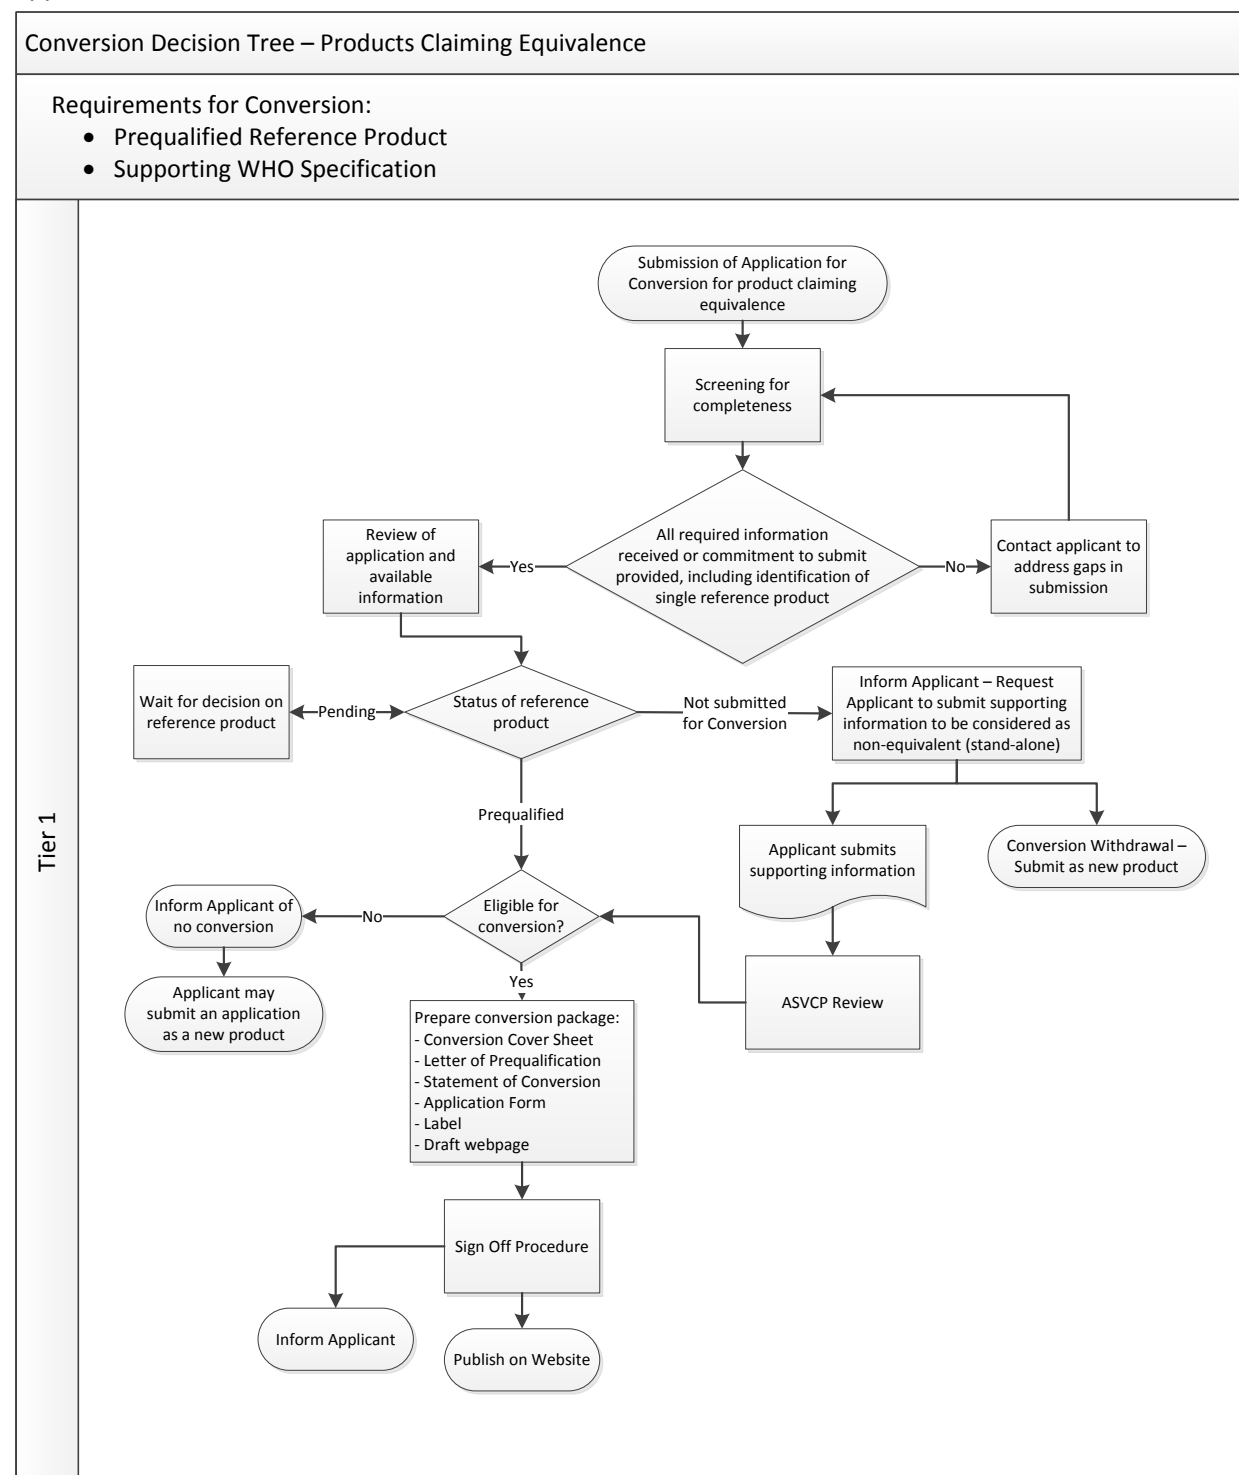 Conversion Decision Tree – Products Claiming Equivalence
Requirements for Conversion:
• Prequalified Reference Product
• Supporting WHO Specification
Tier 1
Submission of Application for
Conversion for product claiming
equivalence
Screening for
completeness
All required information
received or commitment to submit
provided, including identification of
single reference product
Yes
No
Review of
application and
available
information
Contact applicant to
address gaps in
submission
Status of reference
product
Pending
Wait for decision on
reference product
Not submitted
for Conversion
Inform Applicant – Request
Applicant to submit supporting
information to be considered as
non-equivalent (stand-alone)
Prequalified
Applicant submits
supporting information
Conversion Withdrawal –
Submit as new product
Eligible for
conversion?
No
Inform Applicant of
no conversion
Applicant may
submit an application
as a new product
ASVCP Review
Yes
Prepare conversion package:
- Conversion Cover Sheet
- Letter of Prequalification
- Statement of Conversion
- Application Form
- Label
- Draft webpage
Sign Off Procedure
Inform Applicant
Publish on Website